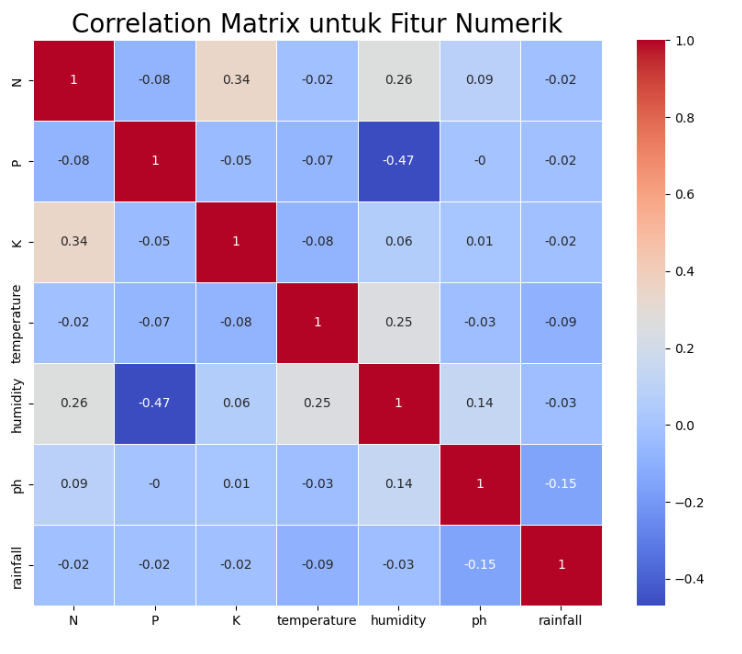 Correlation Matrix untuk Fitur Numerik
N 1 -0.08 0.34 -0.02 0.26 0.09 -0.02
P -0.08 1 -0.05 -0.07 -0.47 -0 -0.02
K 0.34 -0.05 1 -0.08 0.06 0.01 -0.02
temperature -0.02 -0.07 -0.08 1 0.25 -0.03 -0.09
humidity 0.26 -0.47 0.06 0.25 1 0.14 -0.03
ph 0.09 -0 0.01 -0.03 0.14 1 -0.15
rainfall -0.02 -0.02 -0.02 -0.09 -0.03 -0.15 1
N P K temperature humidity ph rainfall
1.0
0.8
0.6
0.4
0.2
0.0
−0.2
−0.4